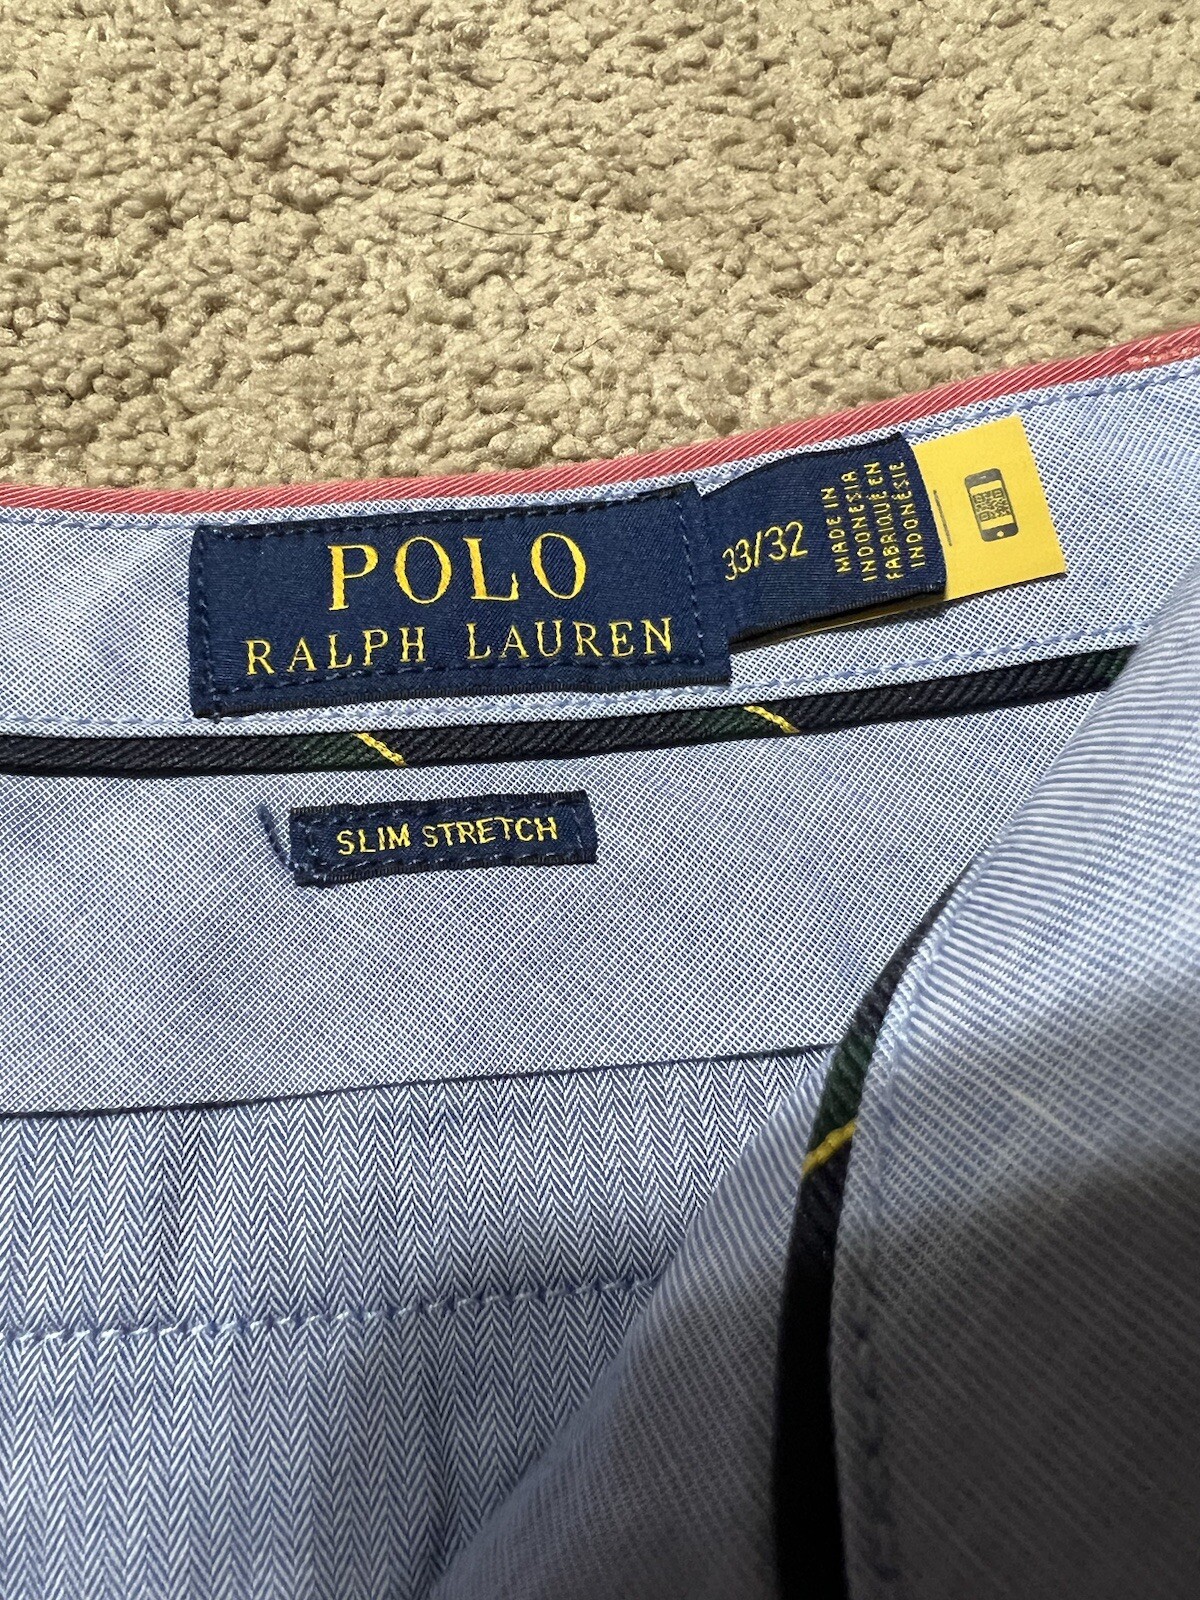 POLO
RALPH LAUREN
33/32
MADE IN
INDONESIA
FABRIQUÉ EN
INDONÉSIE
SLIM STRETCH